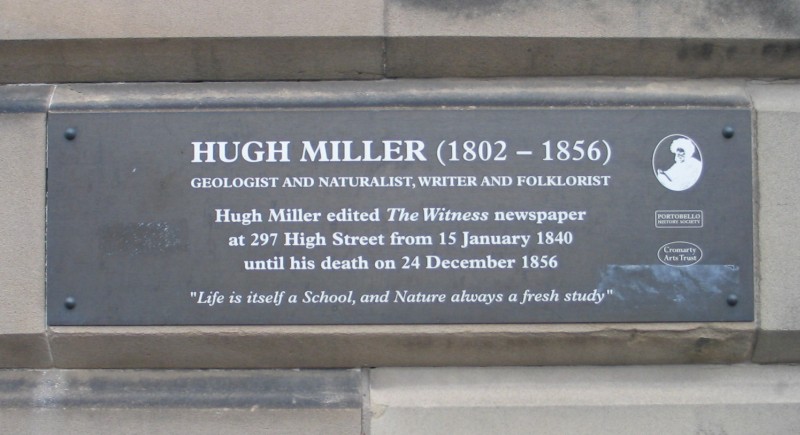 HUGH MILLER (1802 – 1856)
GEOLOGIST AND NATURALIST, WRITER AND FOLKLORIST
Hugh Miller edited The Witness newspaper
at 297 High Street from 15 January 1840
until his death on 24 December 1856
"Life is itself a School, and Nature always a fresh study"
PORTOBELLO
HISTORY SOCIETY
Cromarty
Arts Trust